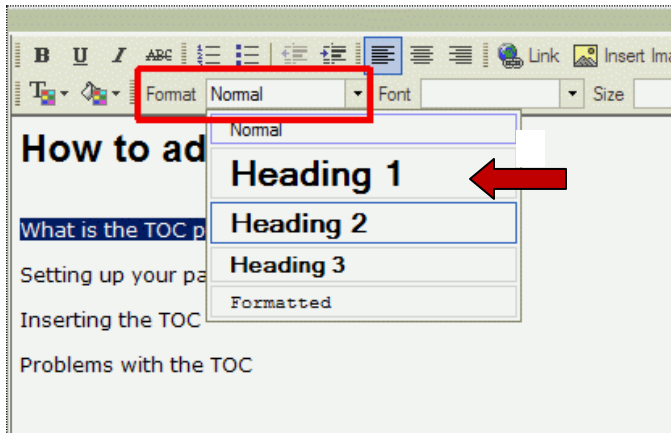 B U I ABC Link Insert Ima
T Format Normal Font Size
Normal
How to ad
Heading 1
What is the TOC p
Heading 2
Setting up your pa
Heading 3
Inserting the TOC
Formatted
Problems with the TOC